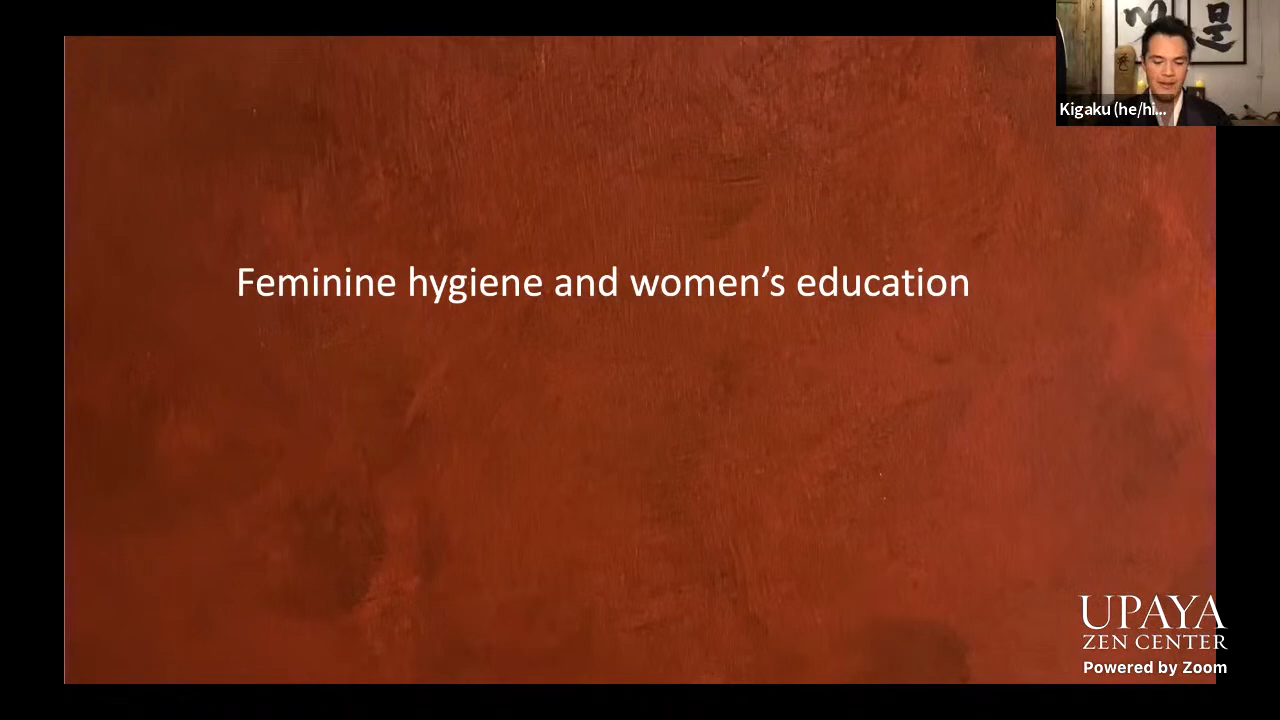 Kigaku (he/hi...
Feminine hygiene and women’s education
UPAYA
ZEN CENTER
Powered by Zoom